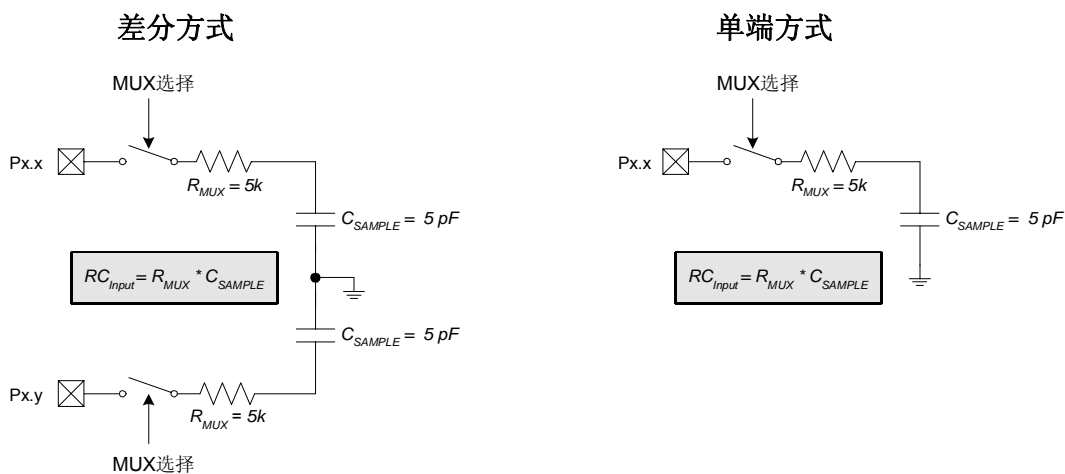 差分方式
MUX选择
Px.x
R_MUX = 5k
C_SAMPLE = 5 pF
RC_Input = R_MUX * C_SAMPLE
C_SAMPLE = 5 pF
Px.y
R_MUX = 5k
MUX选择
单端方式
MUX选择
Px.x
R_MUX = 5k
C_SAMPLE = 5 pF
RC_Input = R_MUX * C_SAMPLE